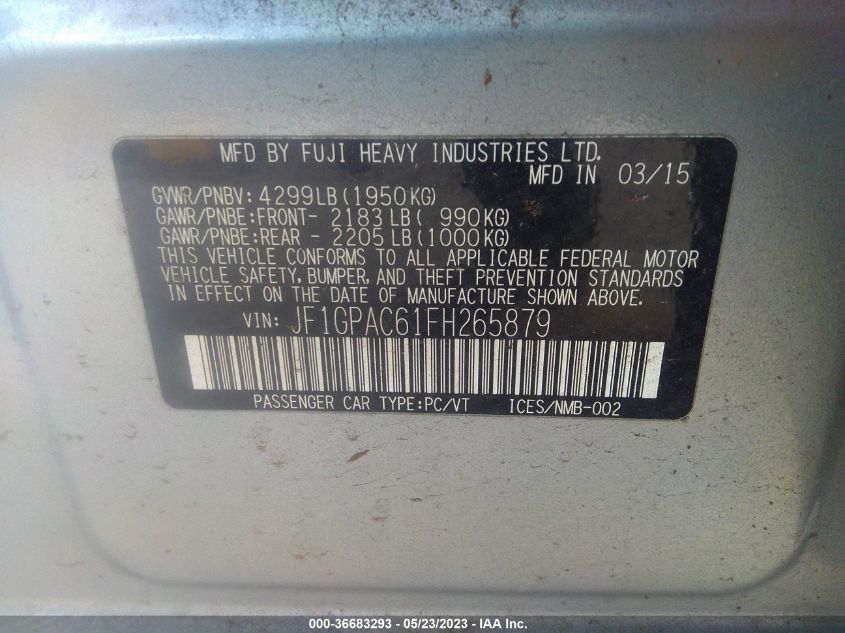 MFD BY FUJI HEAVY INDUSTRIES LTD.
MFD IN 03/15
GVWR/PNBV: 4299LB (1950KG)
GAWR/PNBE:FRONT- 2183 LB ( 990KG)
GAWR/PNBE:REAR - 2205 LB (1000KG)
THIS VEHICLE CONFORMS TO ALL APPLICABLE FEDERAL MOTOR
VEHICLE SAFETY, BUMPER, AND THEFT PREVENTION STANDARDS
IN EFFECT ON THE DATE OF MANUFACTURE SHOWN ABOVE.
VIN: JF1GPAC61FH265879
PASSENGER CAR TYPE:PC/VT ICES/NMB-002
000-36683293 - 05/23/2023 - IAA Inc.